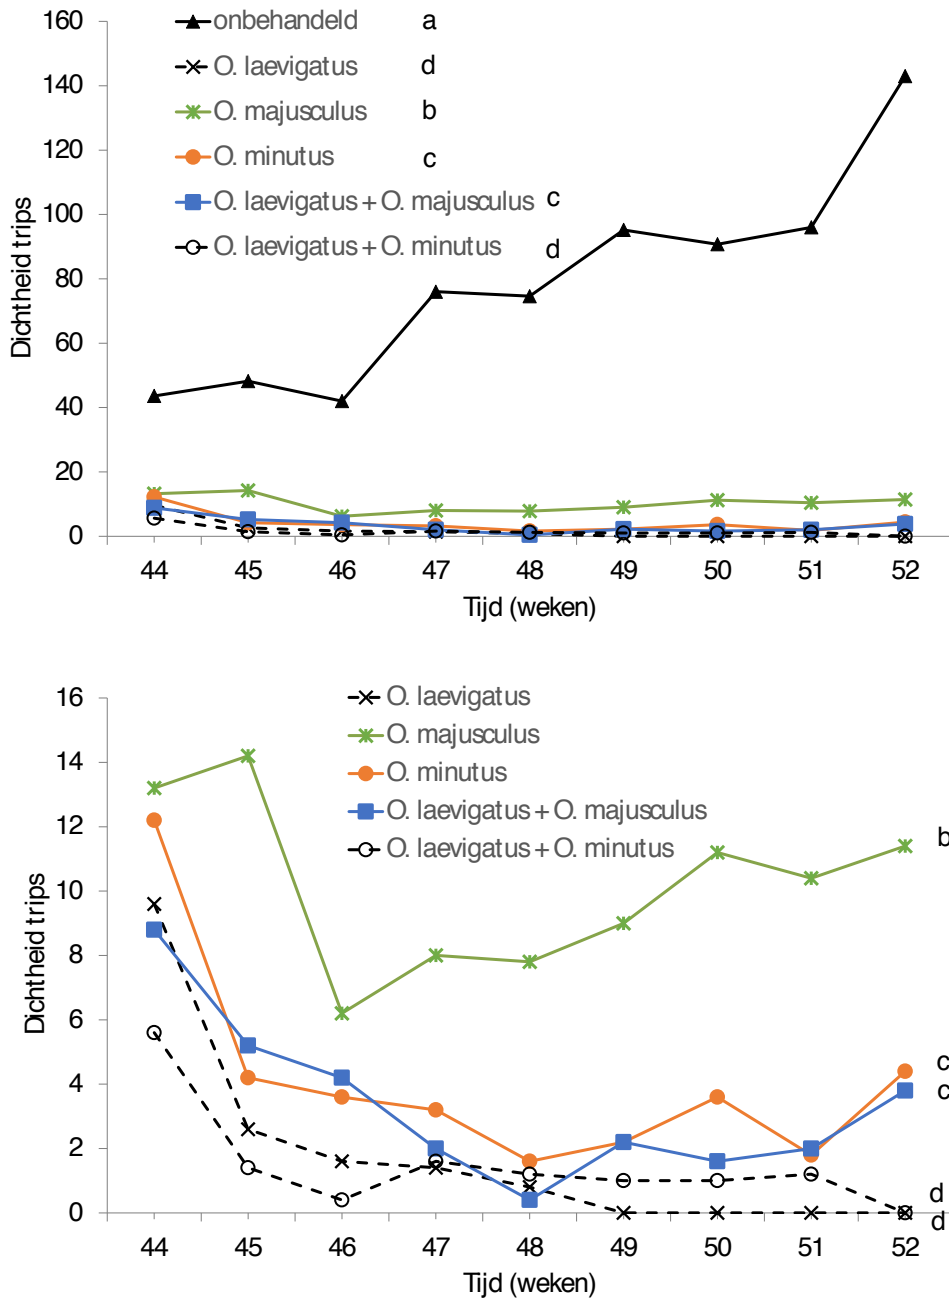 160
140
120
100
80
60
40
20
0
Dichtheid trips
onbehandeld a
O. laevigatus d
O. majusculus b
O. minutus c
O. laevigatus + O. majusculus c
O. laevigatus + O. minutus d
44 45 46 47 48 49 50 51 52
Tijd (weken)
16
14
12
10
8
6
4
2
0
Dichtheid trips
O. laevigatus
O. majusculus
O. minutus
O. laevigatus + O. majusculus
O. laevigatus + O. minutus
b
c
c
d
d
44 45 46 47 48 49 50 51 52
Tijd (weken)